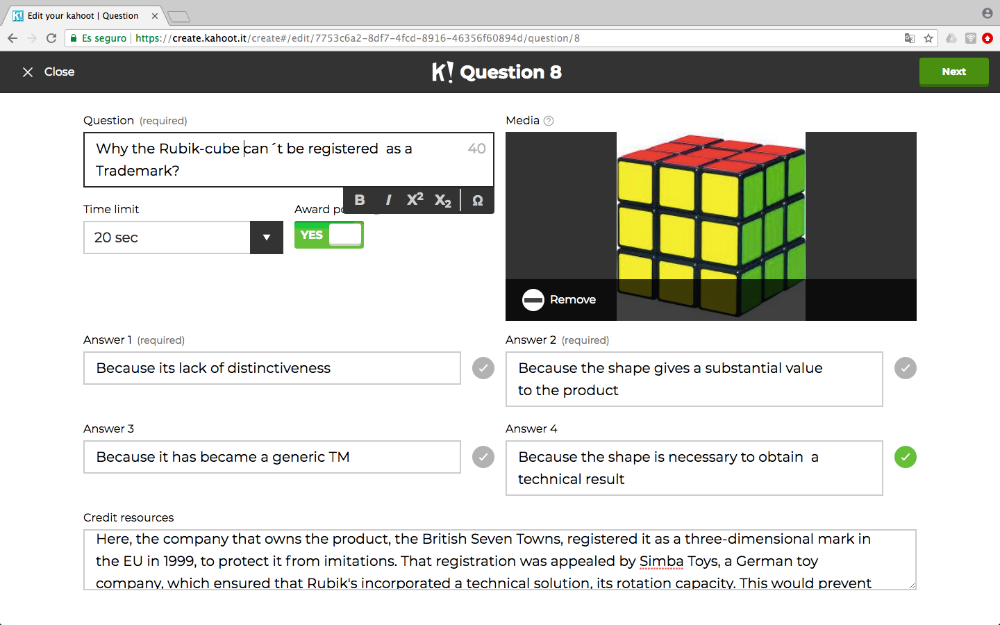 Edit your kahoot | Question
Es seguro https://create.kahoot.it/create#/edit/7753c6a2-8df7-4fcd-8916-46356f60894d/question/8
Close
K! Question 8
Next
Question (required)
Why the Rubik-cube can´t be registered  as a
Trademark?
40
B I X² X₂ Ω
Time limit
20 sec
Award
YES
Media ?
Remove
Answer 1 (required)
Because its lack of distinctiveness
Answer 2 (required)
Because the shape gives a substantial value
to the product
Answer 3
Because it has became a generic TM
Answer 4
Because the shape is necessary to obtain  a
technical result
Credit resources
Here, the company that owns the product, the British Seven Towns, registered it as a three-dimensional mark in
the EU in 1999, to protect it from imitations. That registration was appealed by Simba Toys, a German toy
company, which ensured that Rubik's incorporated a technical solution, its rotation capacity. This would prevent